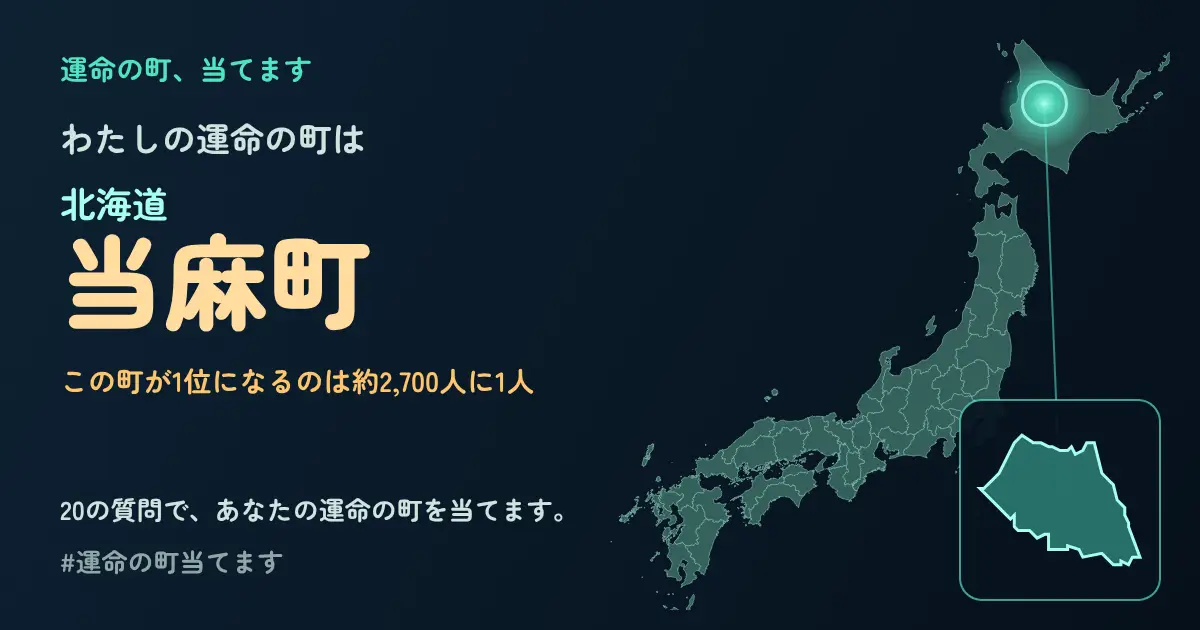 運命の町、当てます
わたしの運命の町は
北海道
当麻町
この町が1位になるのは約2,700人に1人
20の質問で、あなたの運命の町を当てます。
#運命の町当てます